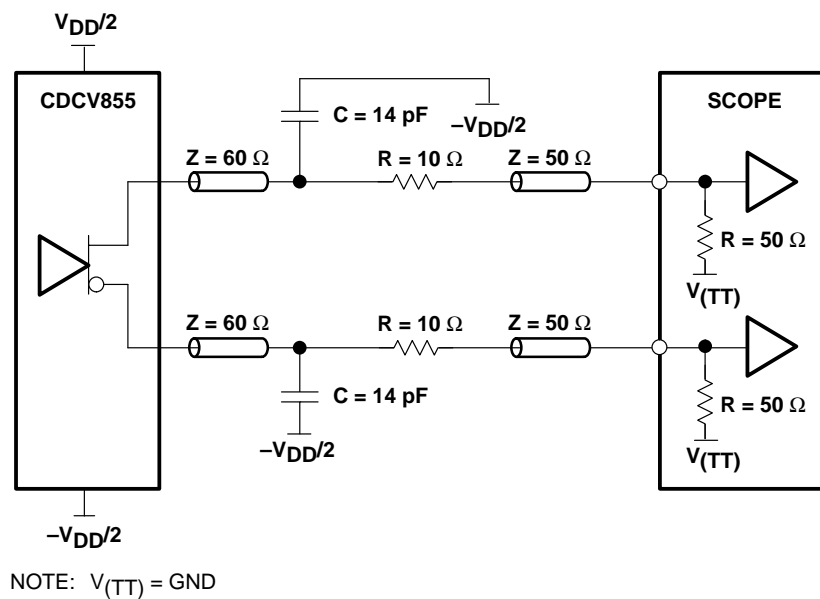 VDD/2
CDCV855
SCOPE
C = 14 pF
–VDD/2
Z = 60 Ω
R = 10 Ω
Z = 50 Ω
R = 50 Ω
V(TT)
Z = 60 Ω
R = 10 Ω
Z = 50 Ω
C = 14 pF
R = 50 Ω
–VDD/2
V(TT)
–VDD/2
NOTE: V(TT) = GND